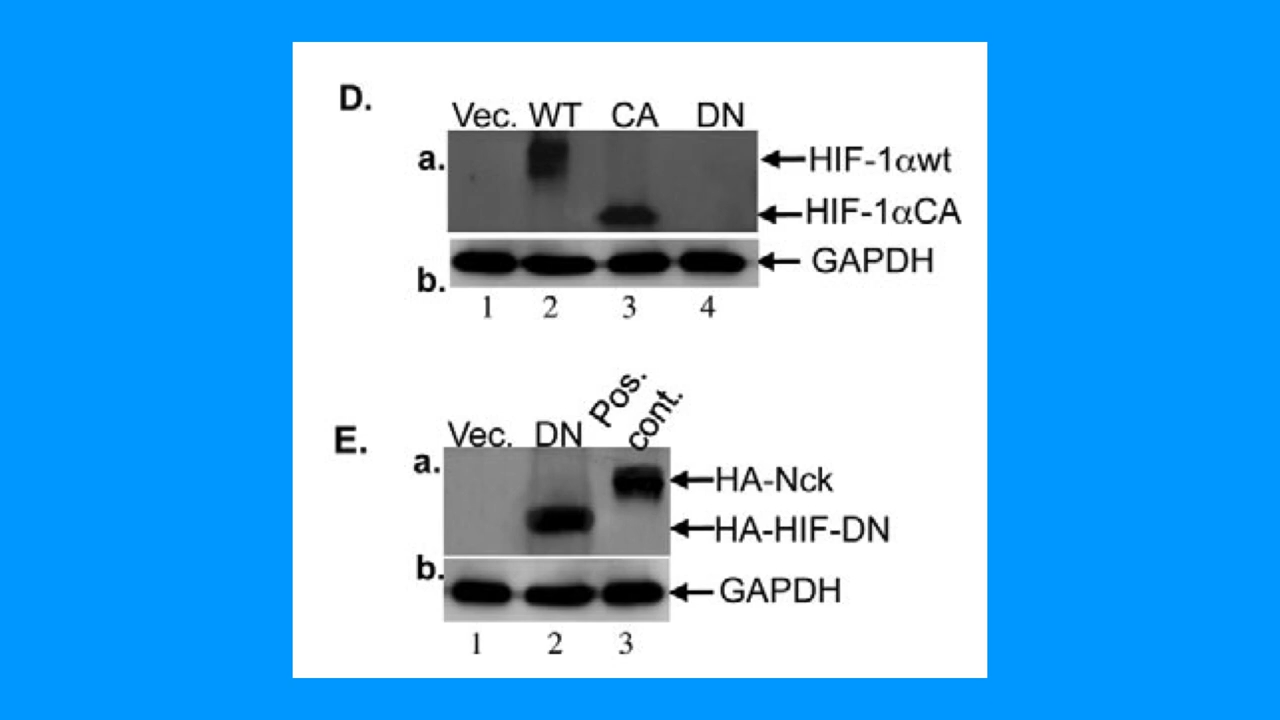 D.
Vec. WT CA DN
a. HIF-1αwt
HIF-1αCA
b. GAPDH
1 2 3 4
E.
Vec. DN Pos. cont.
a. HA-Nck
HA-HIF-DN
b. GAPDH
1 2 3